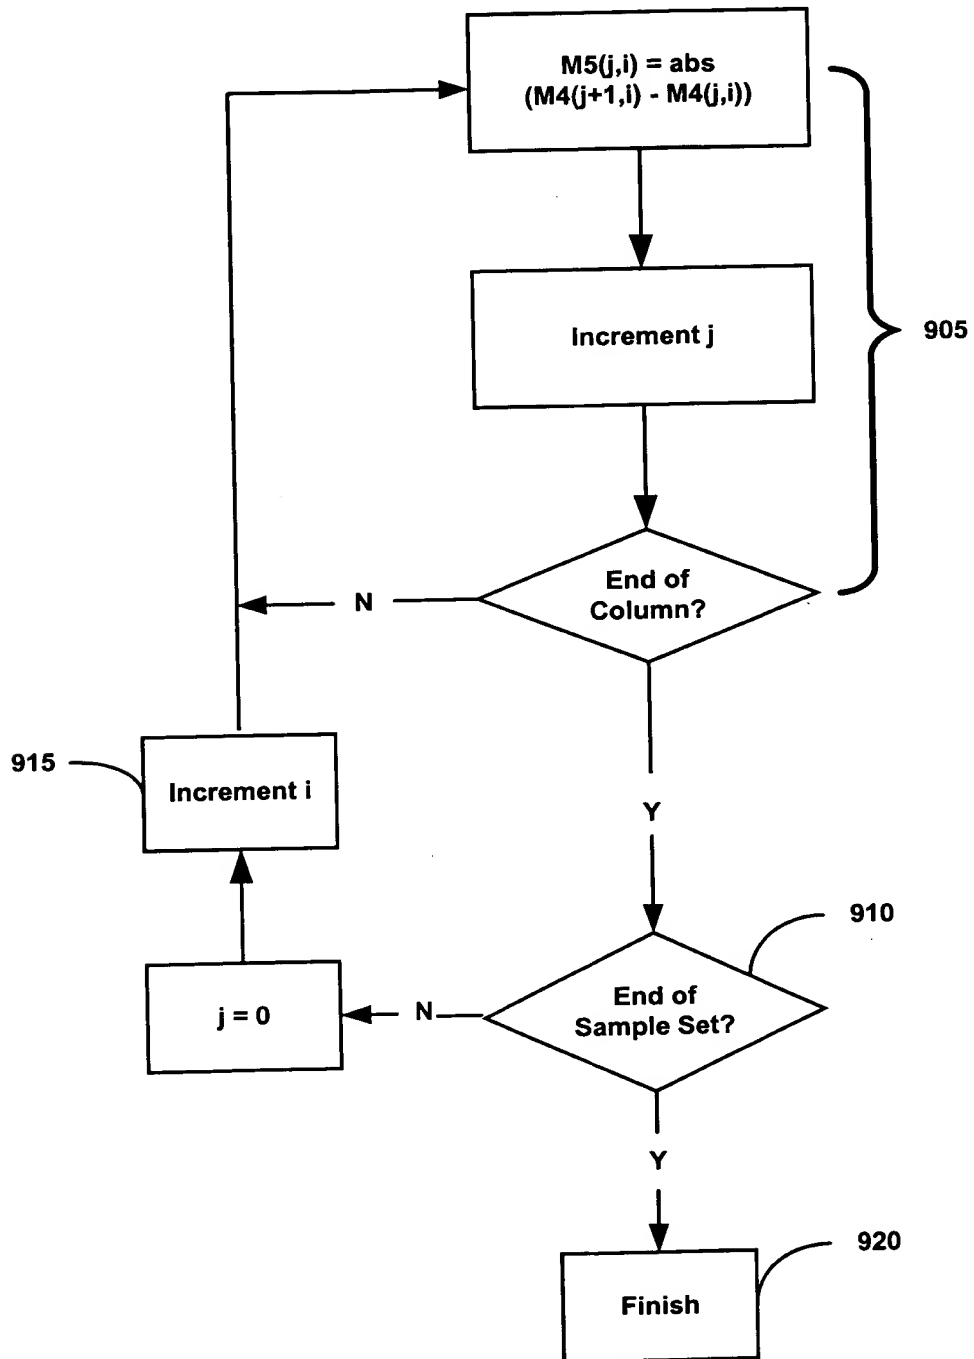 M5(j,i) = abs
(M4(j+1,i) - M4(j,i))
Increment j
905
End of
Column?
N
915
Increment i
Y
910
End of
Sample Set?
N
j = 0
Y
920
Finish